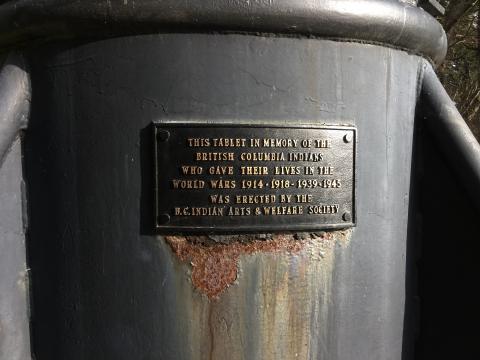 THIS TABLET IN MEMORY OF THE
BRITISH COLUMBIA INDIANS
WHO GAVE THEIR LIVES IN THE
WORLD WARS 1914 • 1918 - 1939 • 1945
WAS ERECTED BY THE
B.C. INDIAN ARTS & WELFARE SOCIETY